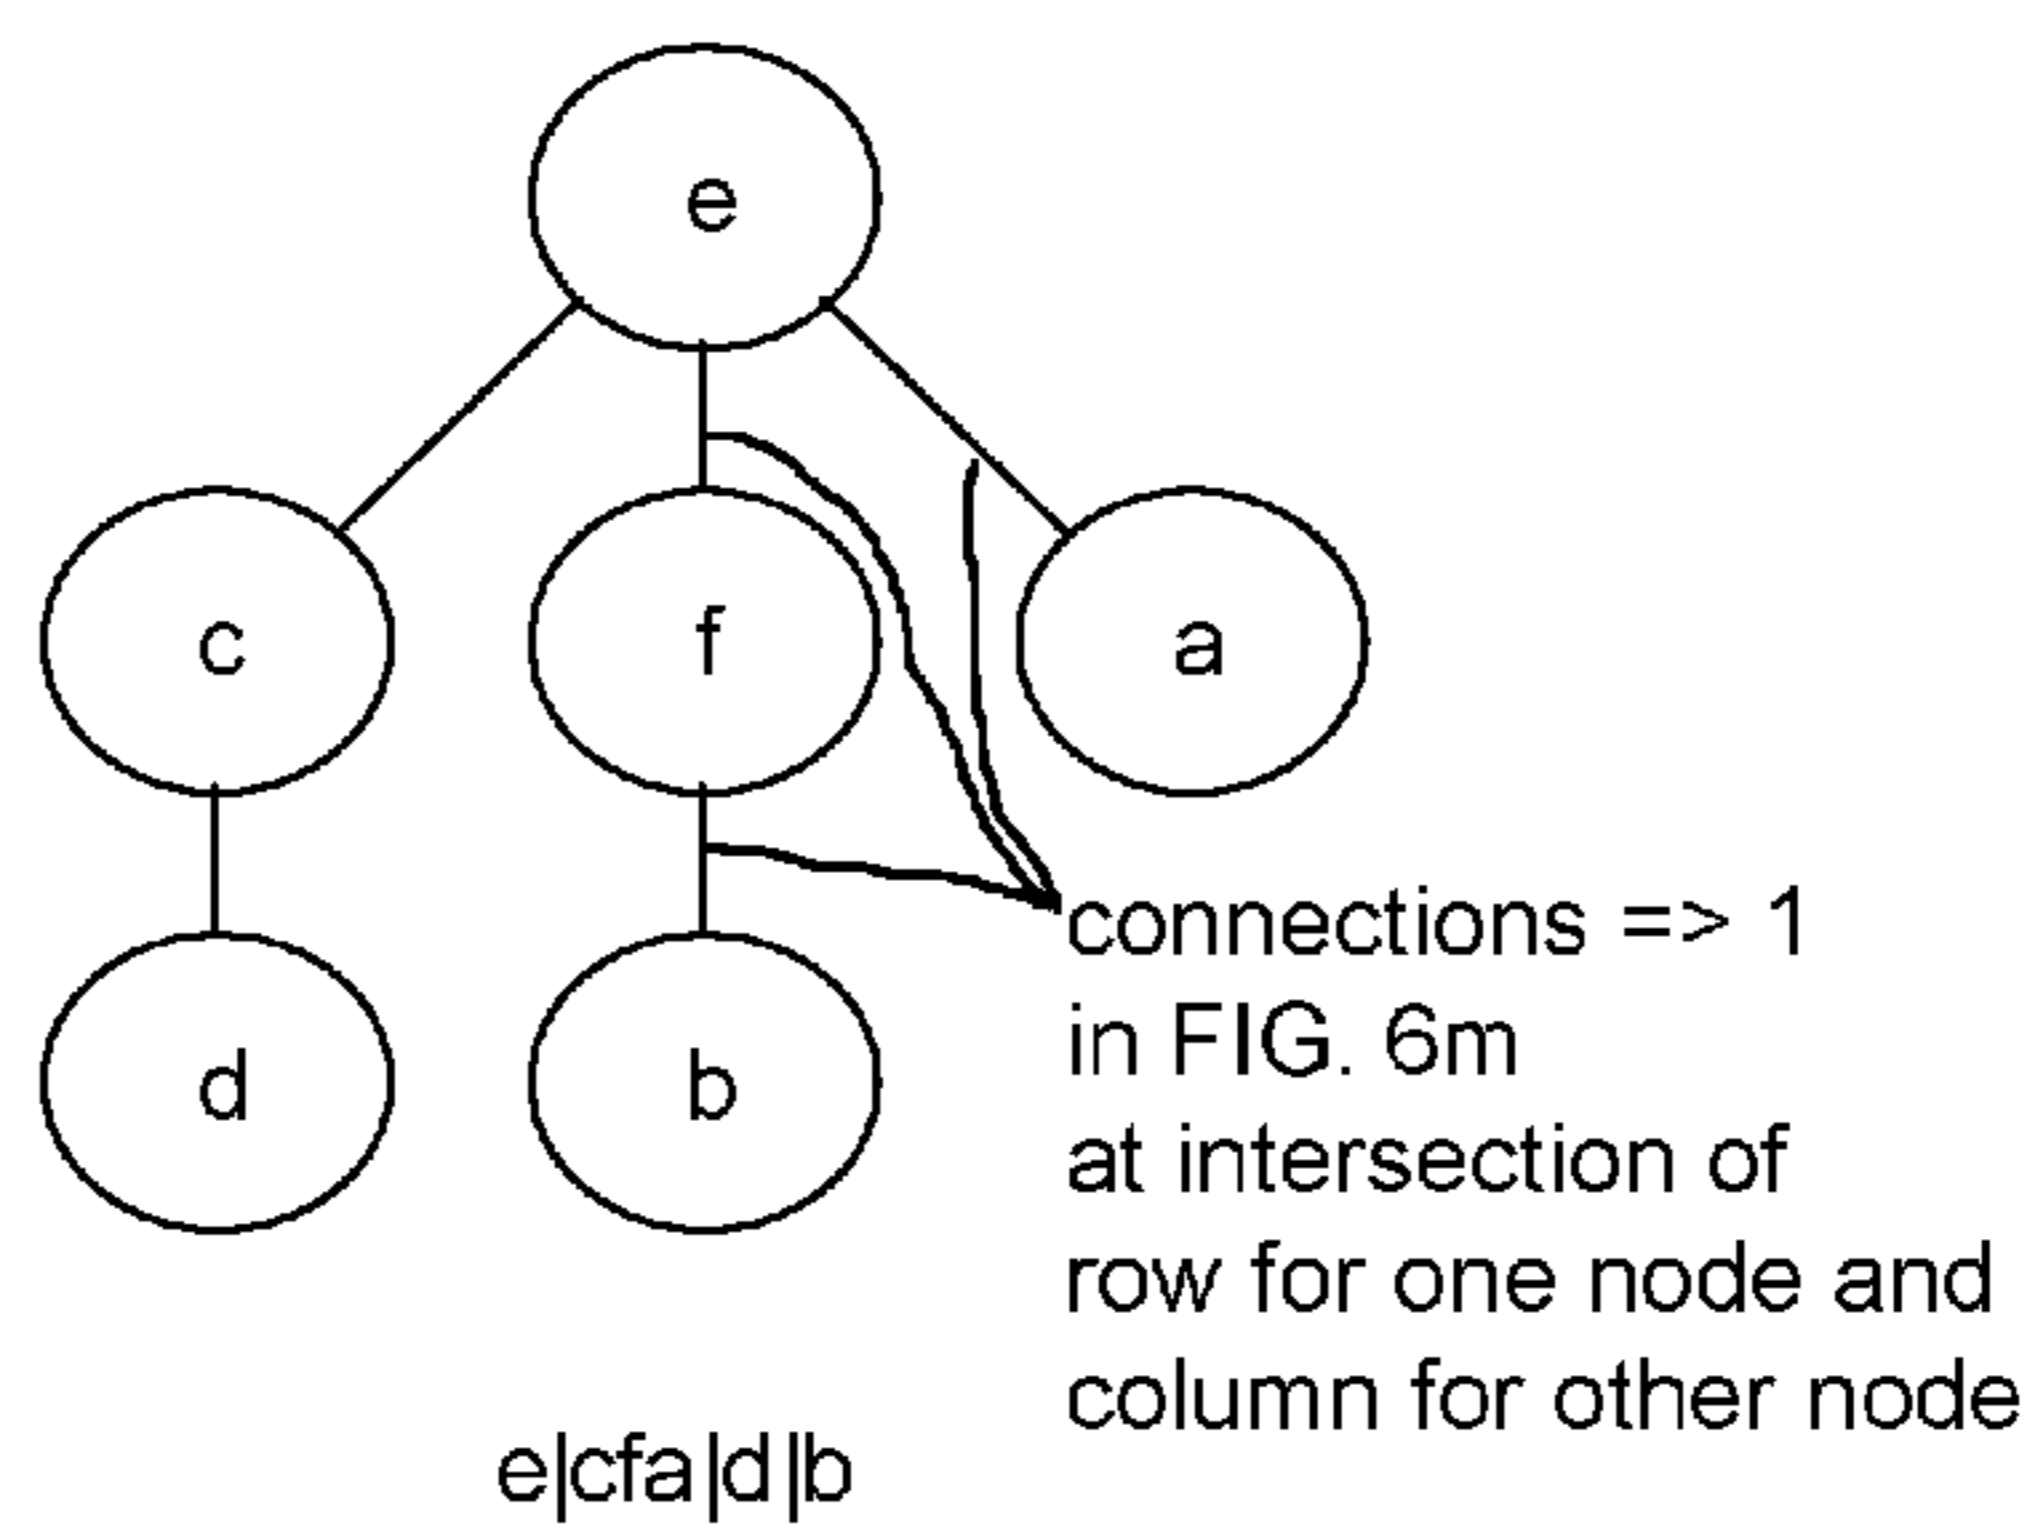 e
c
f
a
d
b
connections => 1
in FIG. 6m
at intersection of
row for one node and
column for other node
e|cfa|d|b